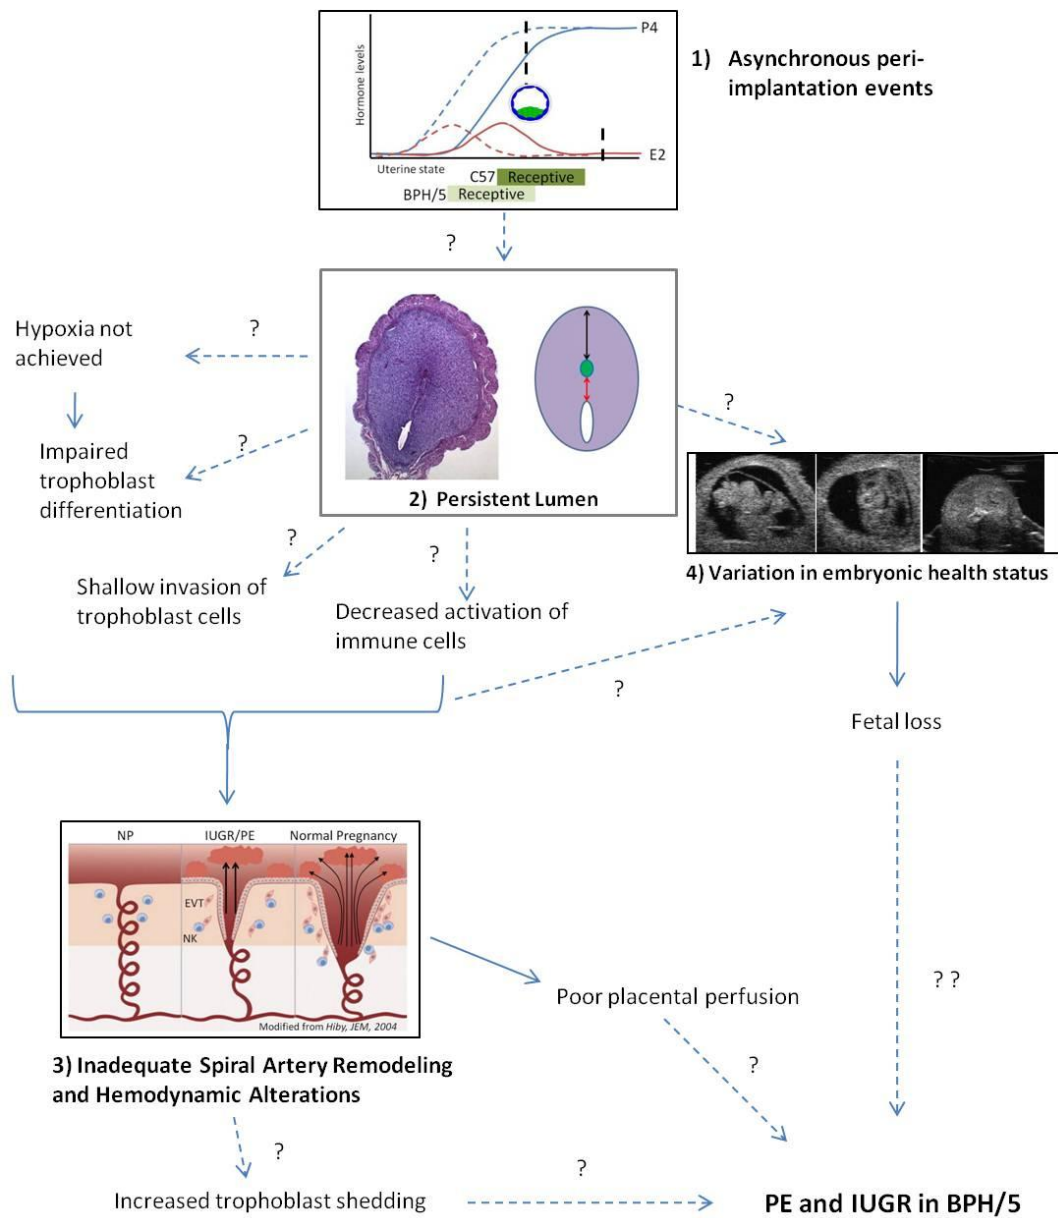 P4
Hormone levels
1) Asynchronous peri-
implantation events
E2
Uterine state
C57 Receptive
BPH/5 Receptive
?
Hypoxia not
achieved
?
?
Impaired
trophoblast
differentiation
?
2) Persistent Lumen
4) Variation in embryonic health status
?
?
Shallow invasion of
trophoblast cells
Decreased activation of
immune cells
?
Fetal loss
NP
IUGR/PE
Normal Pregnancy
EVT
NK
Modified from Hiby, JEM, 2004
? ?
Poor placental perfusion
3) Inadequate Spiral Artery Remodeling
and Hemodynamic Alterations
?
?
?
Increased trophoblast shedding
PE and IUGR in BPH/5